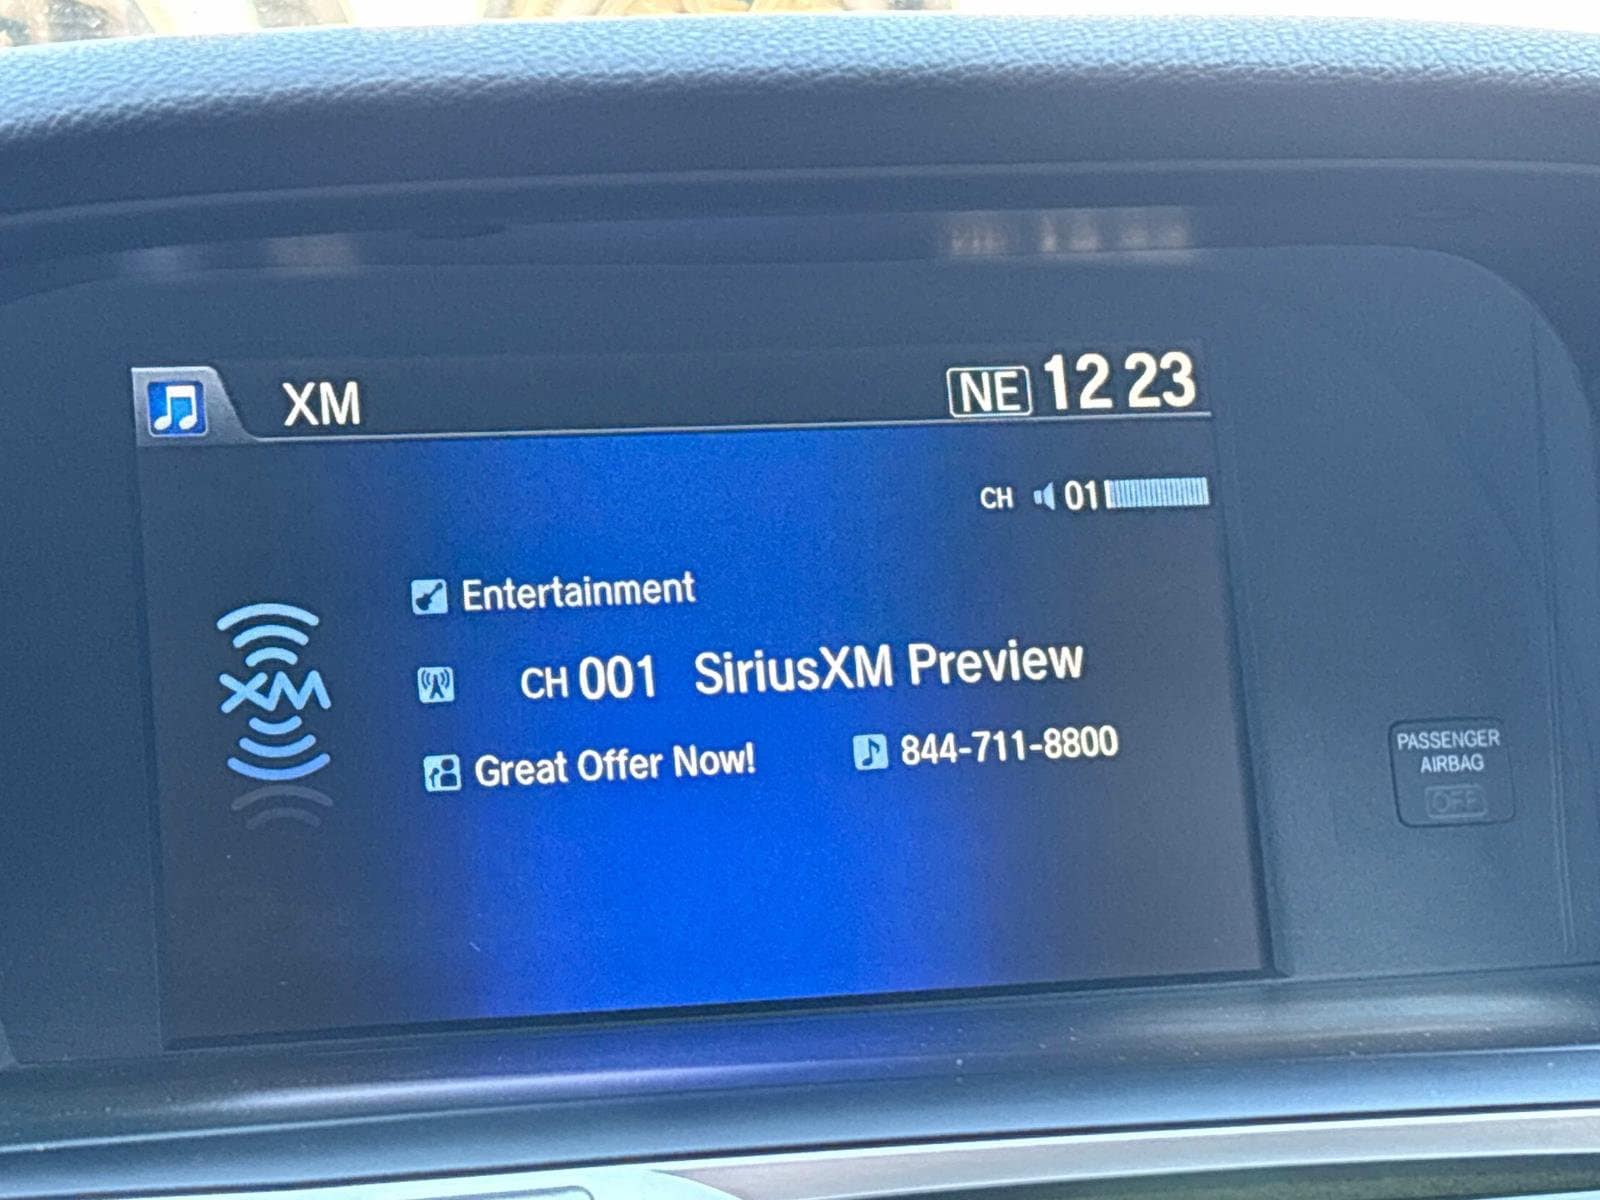 XM NE 12 23
CH 01
Entertainment
XM
CH 001 SiriusXM Preview
Great Offer Now! 844-711-8800
PASSENGER
AIRBAG
OFF